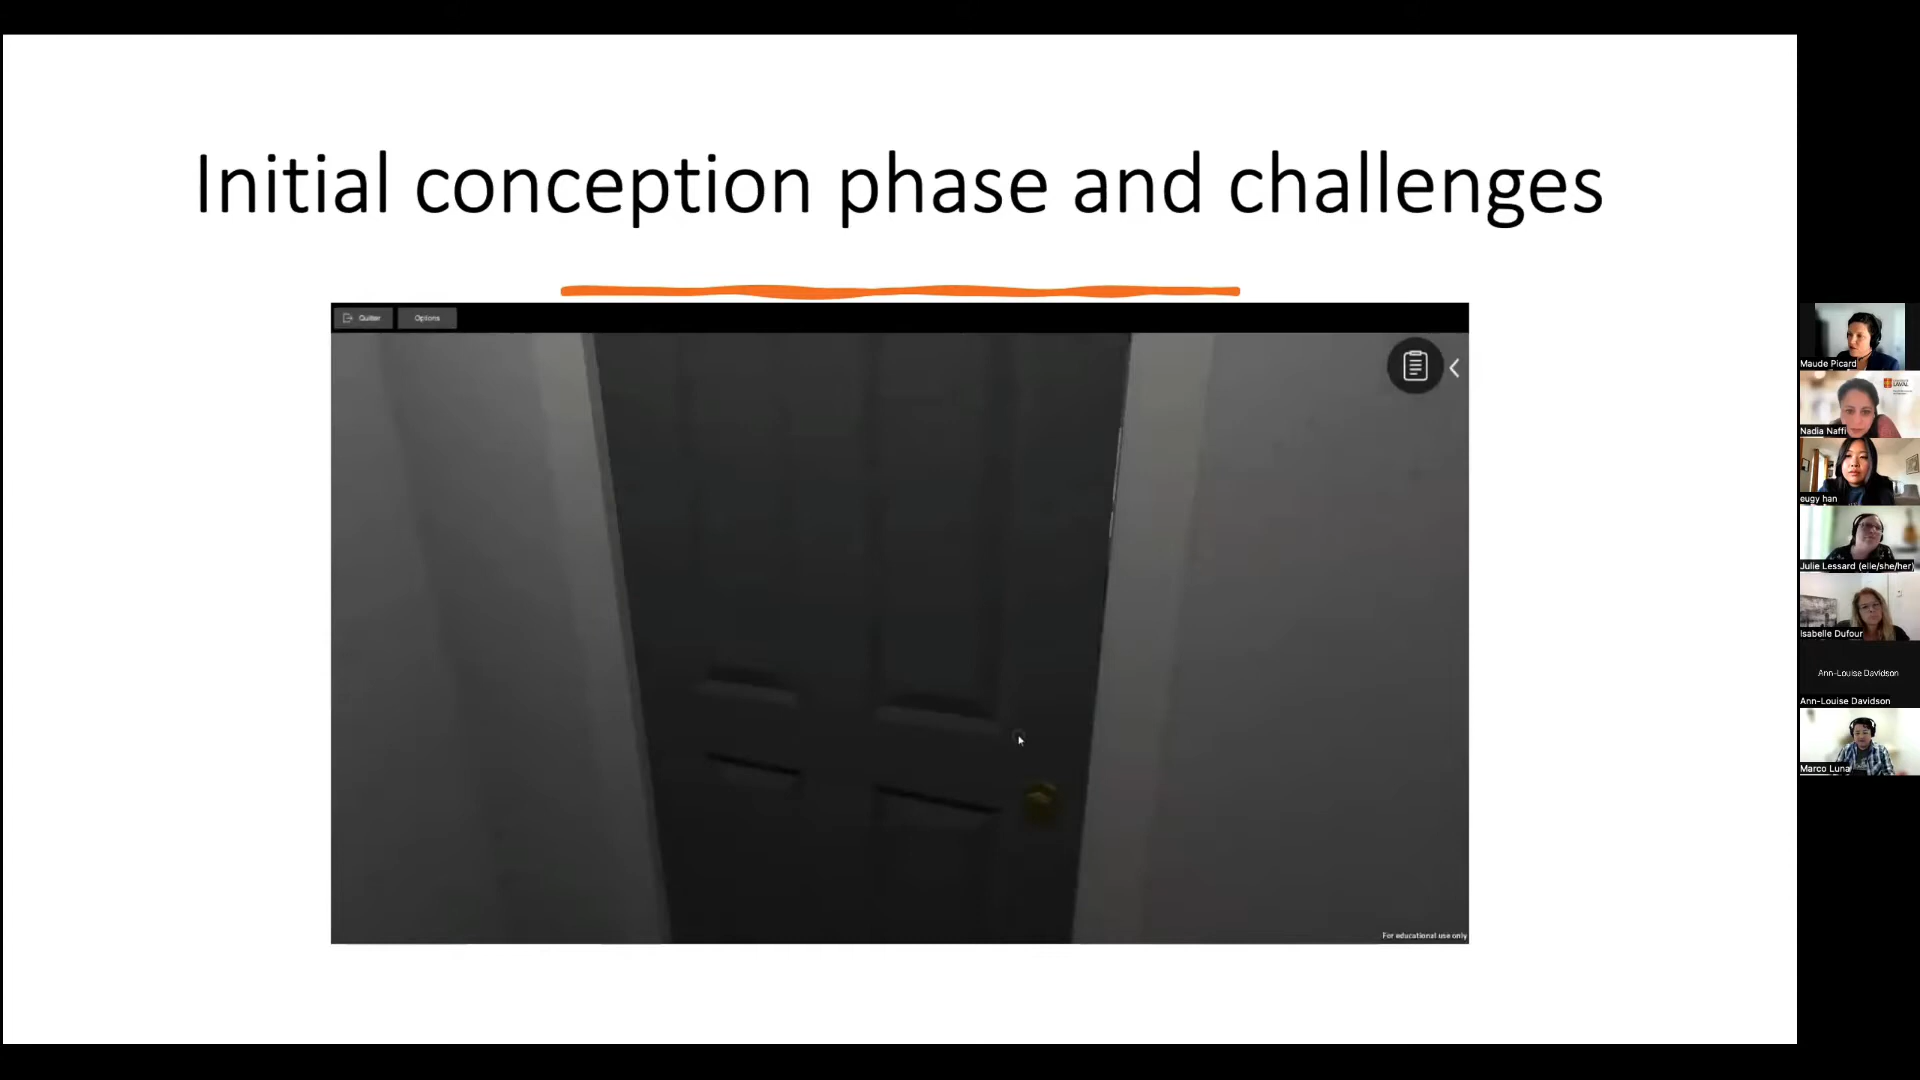 Initial conception phase and challenges
Quitter
Options
For educational use only
Maude Picard
LAVAL
Nadia Naffi
eugy han
Julie Lessard (elle/she/her)
Isabelle Dufour
Ann-Louise Davidson
Ann-Louise Davidson
Marco Luna